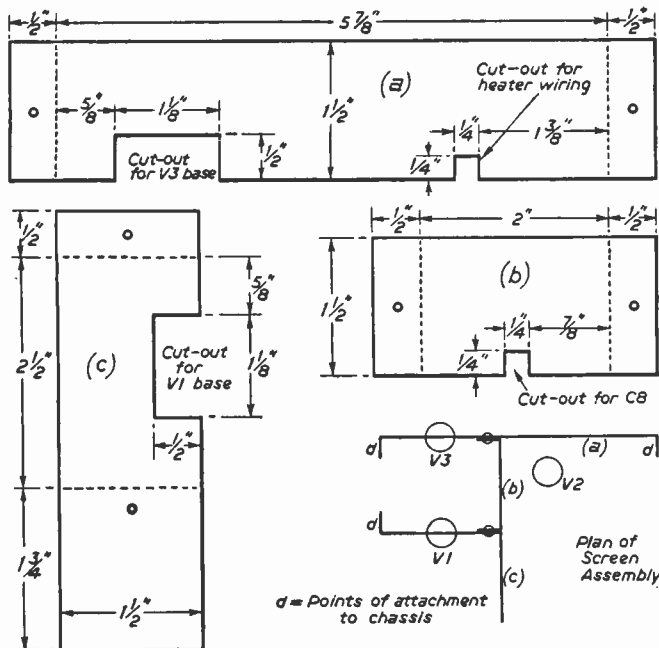 1/2" 5 7/8" 1/2"
(a)
Cut-out for
heater wiring
5/8" 1 1/8" 1 1/2" 1/4" 1 3/8"
1/2" 1/4"
Cut-out
for V3 base
1/2"
5/8"
2 1/2"
(c)
Cut-out
for
V1 base
1 1/8"
1/2"
1 3/4"
1 1/2"
1/2" 2" 1/2"
(b)
1 1/2"
1/4" 7/8"
1/4"
Cut-out for C8
d V3 (a) d
(b) V2
d V1
(c)
Plan of
Screen
Assembly
d = Points of attachment
to chassis